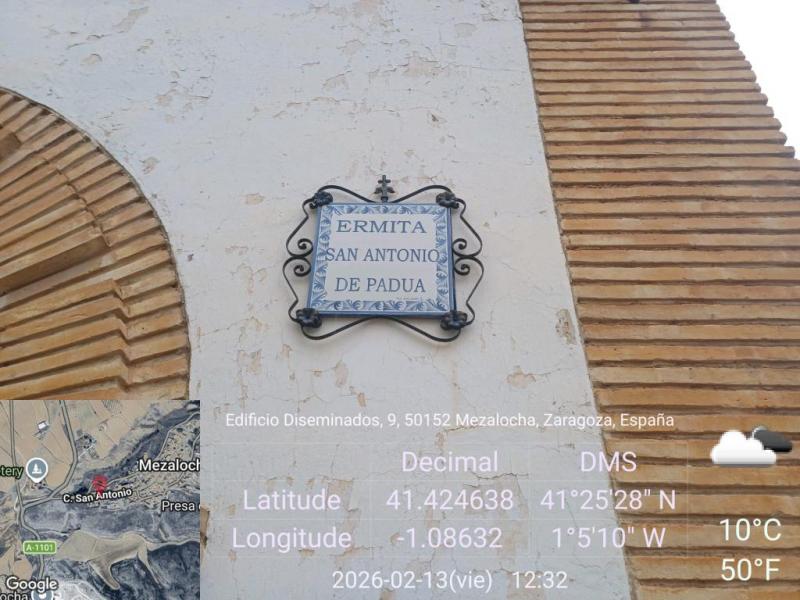 ERMITA
SAN ANTONIO
DE PADUA
Edificio Diseminados, 9, 50152 Mezalocha, Zaragoza, España
Decimal DMS
Latitude 41.424638 41°25'28" N
Longitude -1.08632 1°5'10" W
2026-02-13(vie) 12:32
10°C
50°F
tery
Mezaloch
C. San Antonio
Presa
A-1101
Google
ocha